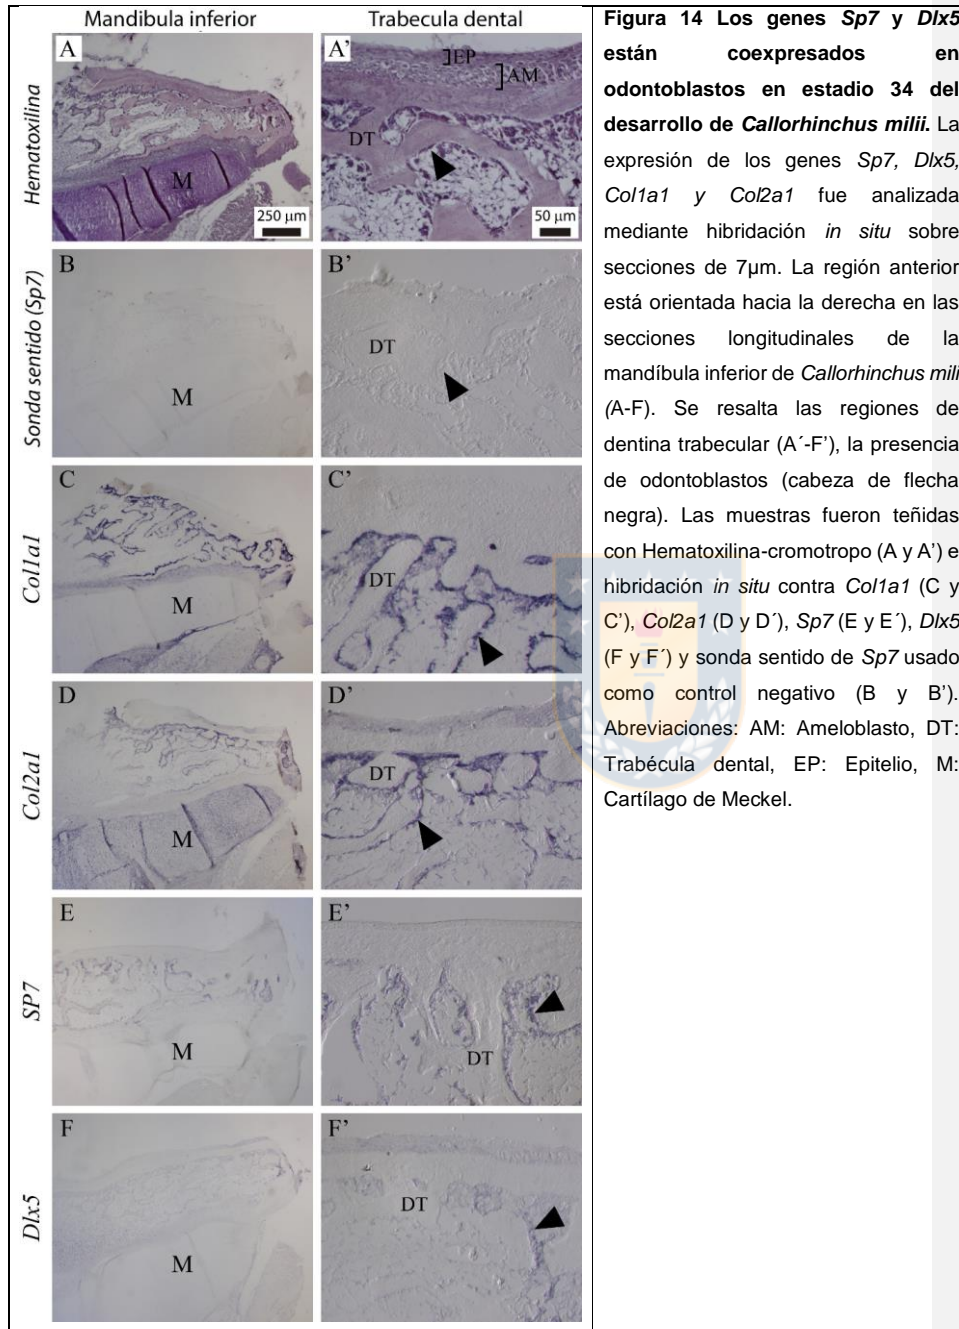 Mandibula inferior
Trabecula dental
Hematoxilina
A
M
250 µm
A'
EP
AM
DT
50 µm
Sonda sentido (Sp7)
B
M
B'
DT
Col1a1
C
M
C'
DT
Col2a1
D
M
D'
DT
SP7
E
M
E'
DT
Dlx5
F
M
F'
DT
Figura 14 Los genes Sp7 y Dlx5
están coexpresados en
odontoblastos en estadio 34 del
desarrollo de Callorhinchus milii. La
expresión de los genes Sp7, Dlx5,
Col1a1 y Col2a1 fue analizada
mediante hibridación in situ sobre
secciones de 7µm. La región anterior
está orientada hacia la derecha en las
secciones longitudinales de la
mandíbula inferior de Callorhinchus mili
(A-F). Se resalta las regiones de
dentina trabecular (A´-F'), la presencia
de odontoblastos (cabeza de flecha
negra). Las muestras fueron teñidas
con Hematoxilina-cromotropo (A y A') e
hibridación in situ contra Col1a1 (C y
C'), Col2a1 (D y D´), Sp7 (E y E´), Dlx5
(F y F´) y sonda sentido de Sp7 usado
como control negativo (B y B').
Abreviaciones: AM: Ameloblasto, DT:
Trabécula dental, EP: Epitelio, M:
Cartílago de Meckel.